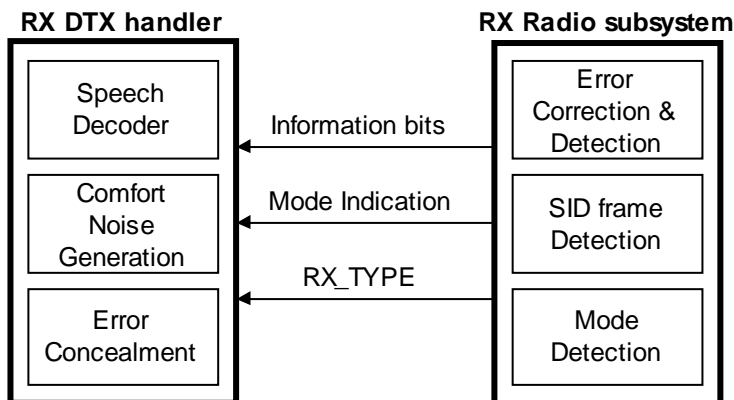 RX DTX handler
RX Radio subsystem
Speech
Decoder
Comfort
Noise
Generation
Error
Concealment
Information bits
Mode Indication
RX_TYPE
Error
Correction &
Detection
SID frame
Detection
Mode
Detection